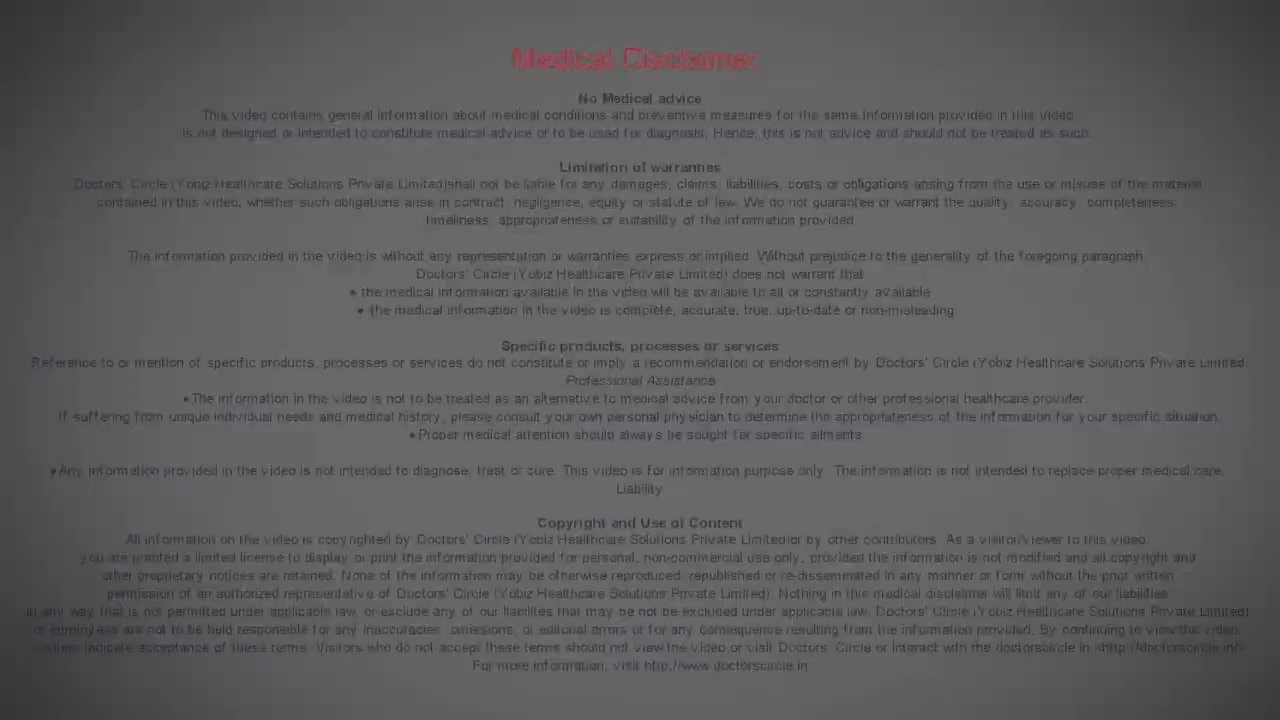 Medical Disclaimer
No Medical advice
This video contains general information about medical conditions and preventive measures for the same.Information provided in this video
is not designed or intended to constitute medical advice or to be used for diagnosis. Hence, this is not advice and should not be treated as such.
Limitation of warranties
Doctors' Circle (Yobiz Healthcare Solutions Private Limited)shall not be liable for any damages, claims, liabilities, costs or obligations arising from the use or misuse of the material
contained in this video, whether such obligations arise in contract, negligence, equity or statute of law. We do not guarantee or warrant the quality, accuracy, completeness,
timeliness, appropriateness or suitability of the information provided.
The information provided in the video is without any representation or warranties express or implied. Without prejudice to the generality of the foregoing paragraph,
Doctors' Circle (Yobiz Healthcare Private Limited) does not warrant that:
• the medical information available in the video will be available to all or constantly available
• the medical information in the video is complete, accurate, true, up-to-date or non-misleading
Specific products, processes or services
Reference to or mention of specific products, processes or services do not constitute or imply a recommendation or endorsement by Doctors' Circle (Yobiz Healthcare Solutions Private Limited)
Professional Assistance
• The information in the video is not to be treated as an alternative to medical advice from your doctor or other professional healthcare provider.
If suffering from unique individual needs and medical history, please consult your own personal physician to determine the appropriateness of the information for your specific situation.
• Proper medical attention should always be sought for specific ailments
• Any information provided in the video is not intended to diagnose, treat or cure. This video is for information purpose only. The information is not intended to replace proper medical care.
Liability
Copyright and Use of Content
All information on the video is copyrighted by Doctors' Circle (Yobiz Healthcare Solutions Private Limited)or by other contributors. As a visitor/viewer to this video,
you are granted a limited license to display or print the information provided for personal, non-commercial use only, provided the information is not modified and all copyright and
other proprietary notices are retained. None of the information may be otherwise reproduced, republished or re-disseminated in any manner or form without the prior written
permission of an authorized representative of Doctors' Circle (Yobiz Healthcare Solutions Private Limited). Nothing in this medical disclaimer will limit any of our liabilities
in any way that is not permitted under applicable law, or exclude any of our liabilites that may be not be excluded under applicable law. Doctors' Circle (Yobiz Healthcare Solutions Private Limited)
or employees are not to be held responsible for any inaccuracies, omissions, or editorial errors or for any consequence resulting from the information provided. By continuing to view the video,
visitors indicate acceptance of these terms. Visitors who do not accept these terms should not view the video or visit Doctors' Circle or interact with the doctorscircle.in <http://doctorscircle.in/>
For more information, visit http://www.doctorscircle.in